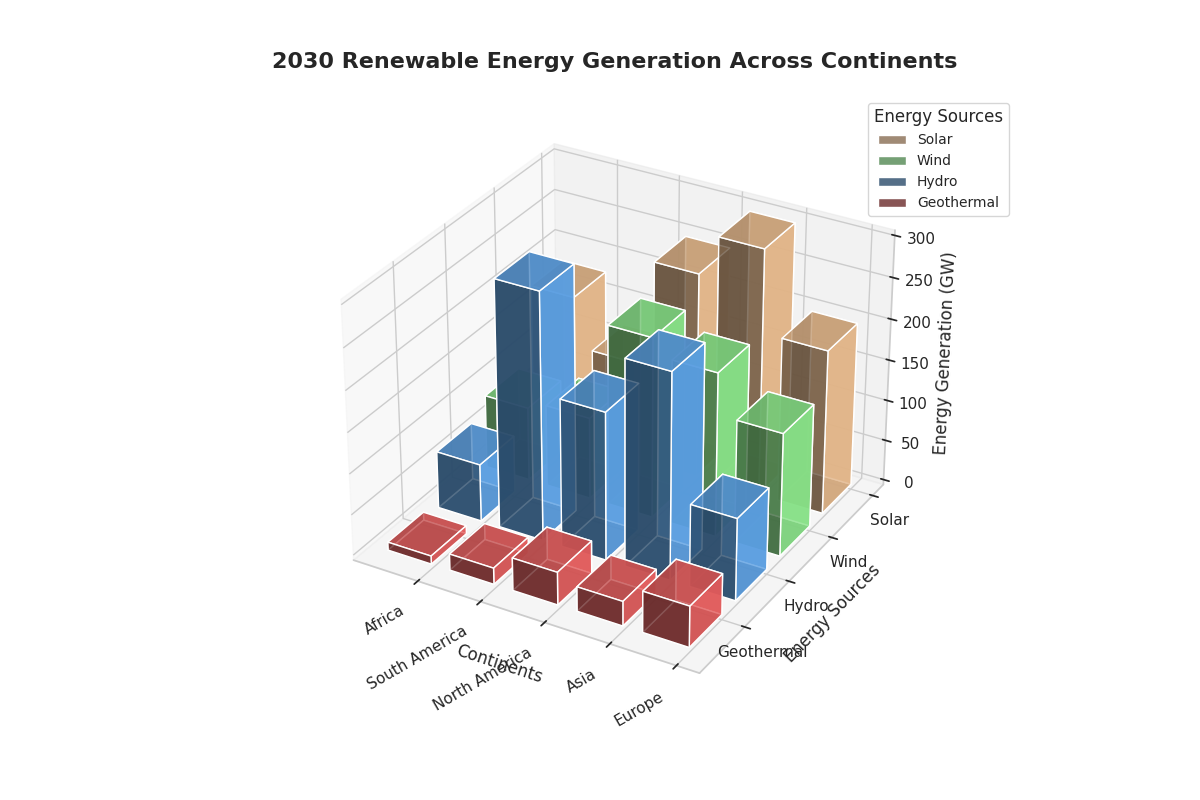 2030 Renewable Energy Generation Across Continents
Energy Sources
Solar
Wind
Hydro
Geothermal
300
250
200
150
100
50
0
Energy Generation (GW)
Solar
Wind
Hydro
Geothermal
Energy Sources
Africa
South America
North America
Asia
Europe
Continents